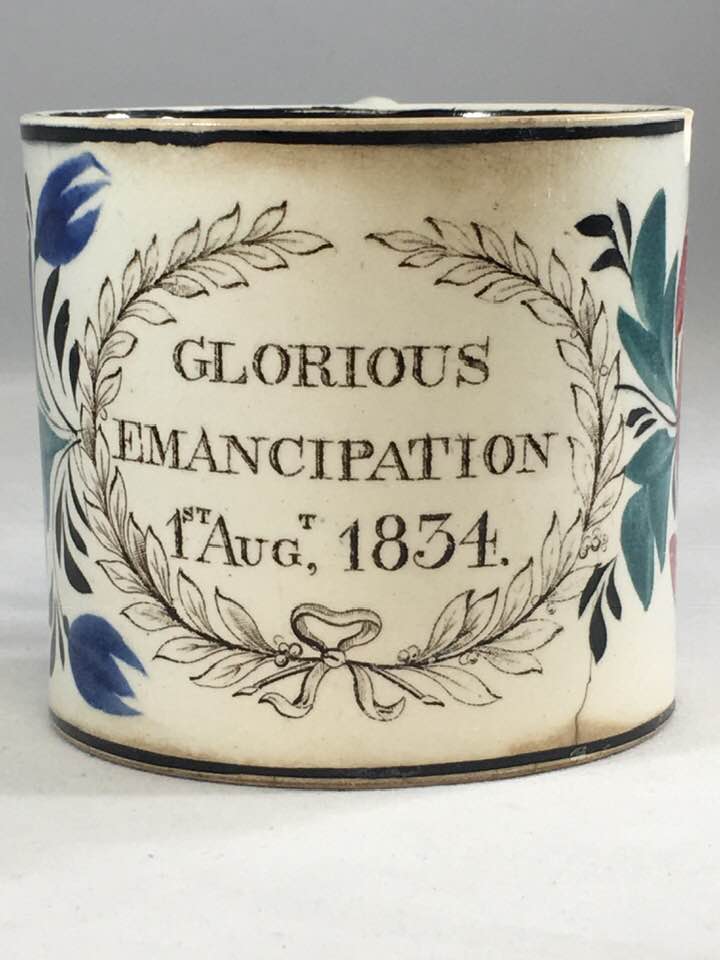 GLORIOUS
EMANCIPATION
1ST AUGT, 1834.